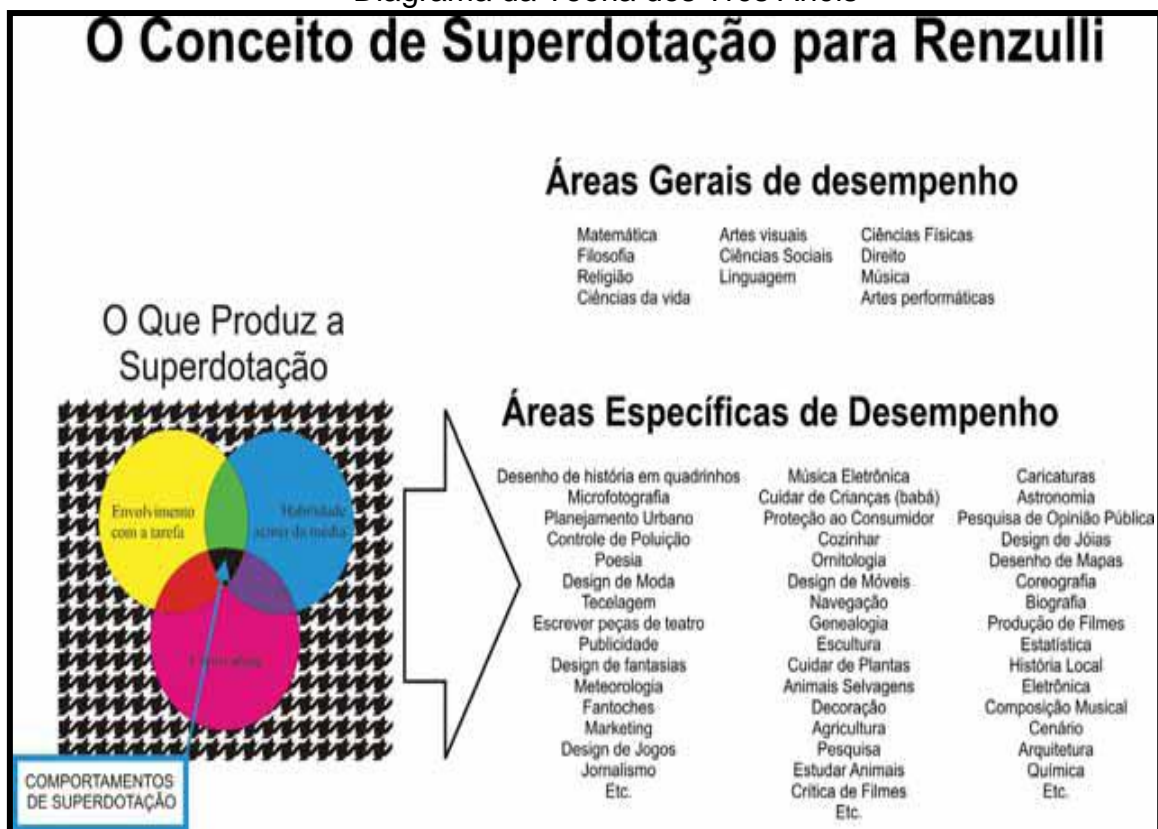 Diagrama da Teoria dos Três Anéis
O Conceito de Superdotação para Renzulli
Áreas Gerais de desempenho
Matemática
Filosofia
Religião
Ciências da vida
Artes visuais
Ciências Sociais
Linguagem
Ciências Físicas
Direito
Música
Artes performáticas
O Que Produz a
Superdotação
Envolvimento
com a tarefa
Habilidade
acima da média
COMPORTAMENTOS
DE SUPERDOTAÇÃO
Áreas Específicas de Desempenho
Desenho de história em quadrinhos
Microfotografia
Planejamento Urbano
Controle de Poluição
Poesia
Design de Moda
Tecelagem
Escrever peças de teatro
Publicidade
Design de fantasias
Meteorologia
Fantoches
Marketing
Design de Jogos
Jornalismo
Etc.
Música Eletrônica
Cuidar de Crianças (babá)
Proteção ao Consumidor
Cozinhar
Ornitologia
Design de Móveis
Navegação
Genealogia
Escultura
Cuidar de Plantas
Animais Selvagens
Decoração
Agricultura
Pesquisa
Estudar Animais
Crítica de Filmes
Etc.
Caricaturas
Astronomia
Pesquisa de Opinião Pública
Design de Jóias
Desenho de Mapas
Coreografia
Biografia
Produção de Filmes
Estatística
História Local
Eletrônica
Composição Musical
Cenário
Arquitetura
Química
Etc.